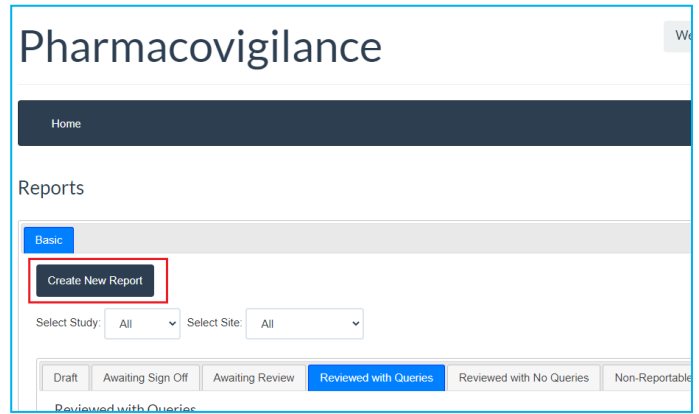 Pharmacovigilance
We
Home
Reports
Basic
Create New Report
Select Study: All Select Site: All
Draft Awaiting Sign Off Awaiting Review Reviewed with Queries Reviewed with No Queries Non-Reportable
Reviewed with Queries